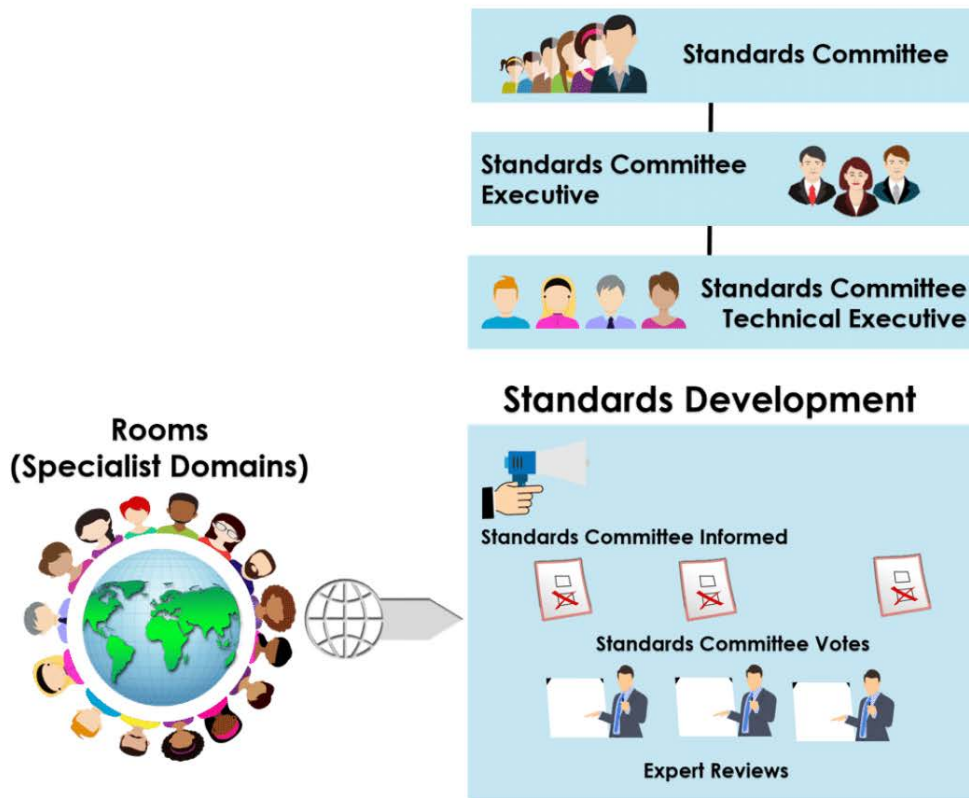 Standards Committee
Standards Committee
Executive
Standards Committee
Technical Executive
Standards Development
Rooms
(Specialist Domains)
Standards Committee Informed
Standards Committee Votes
Expert Reviews